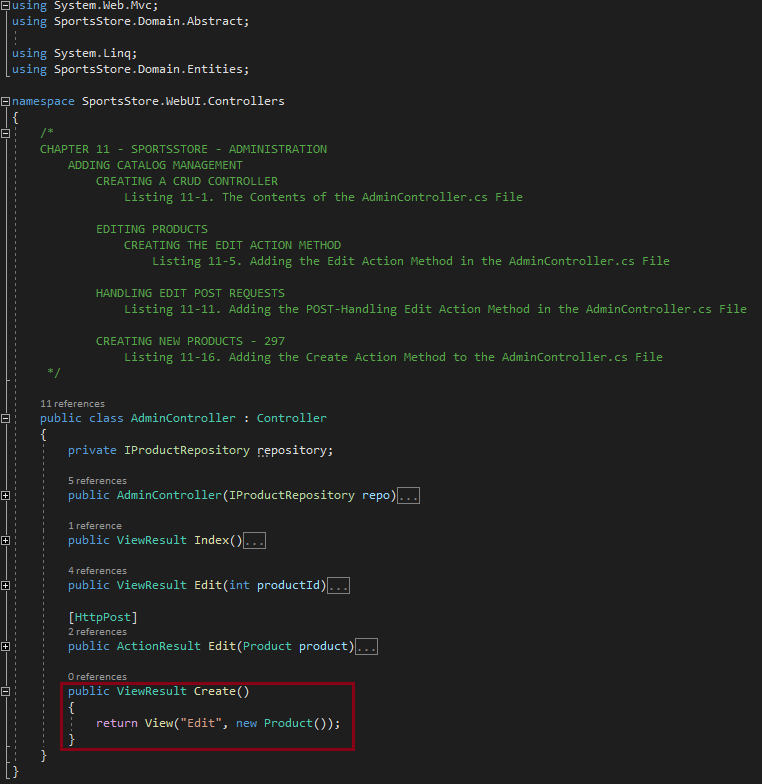 using System.Web.Mvc;
using SportsStore.Domain.Abstract;
using System.Linq;
using SportsStore.Domain.Entities;
namespace SportsStore.WebUI.Controllers
{
/*
CHAPTER 11 - SPORTSSTORE - ADMINISTRATION
ADDING CATALOG MANAGEMENT
CREATING A CRUD CONTROLLER
Listing 11-1. The Contents of the AdminController.cs File
EDITING PRODUCTS
CREATING THE EDIT ACTION METHOD
Listing 11-5. Adding the Edit Action Method in the AdminController.cs File
HANDLING EDIT POST REQUESTS
Listing 11-11. Adding the POST-Handling Edit Action Method in the AdminController.cs File
CREATING NEW PRODUCTS - 297
Listing 11-16. Adding the Create Action Method to the AdminController.cs File
*/
11 references
public class AdminController : Controller
{
private IProductRepository repository;
5 references
public AdminController(IProductRepository repo)...
1 reference
public ViewResult Index()...
4 references
public ViewResult Edit(int productId)...
[HttpPost]
2 references
public ActionResult Edit(Product product)...
0 references
public ViewResult Create()
{
return View("Edit", new Product());
}
}
}